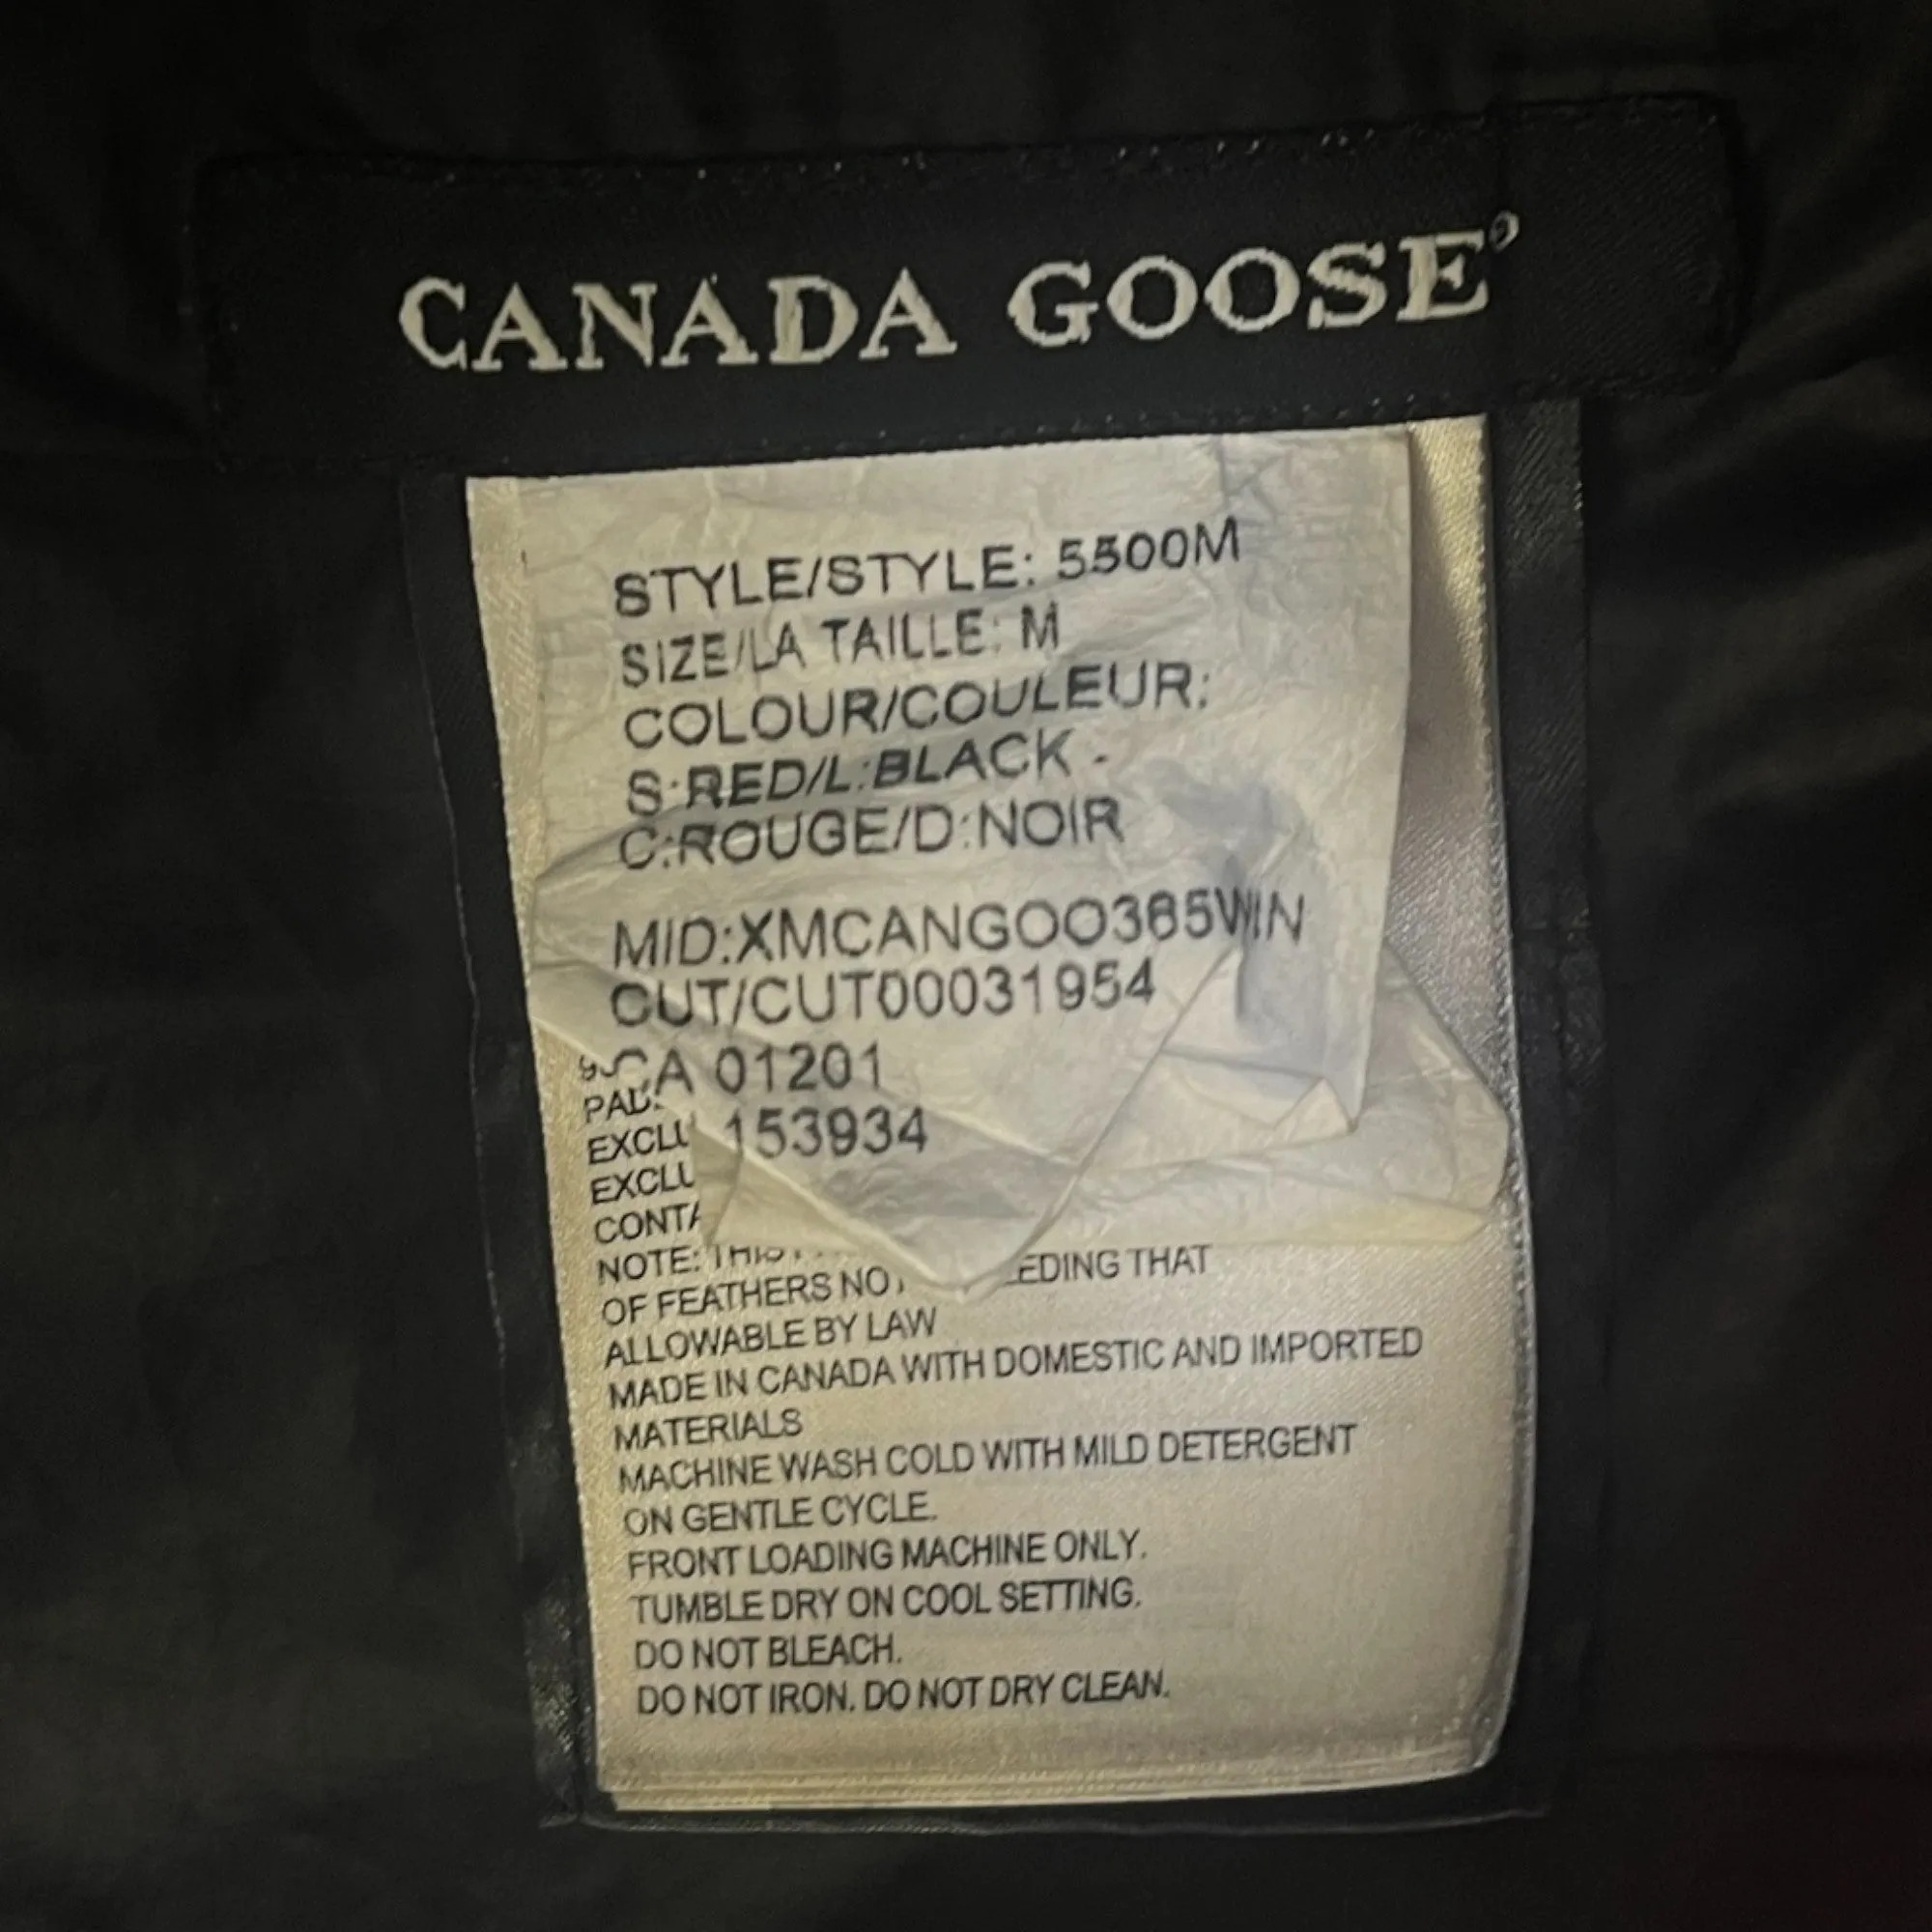 CANADA GOOSE
STYLE/STYLE: 5500M
SIZE/LA TAILLE: M
COLOUR/COULEUR:
S:RED/L:BLACK -
C:ROUGE/D:NOIR
MID:XMCANGOO365WIN
CUT/CUT00031954
CA 01201
153934
NOTE: THIS
OF FEATHERS NOT
THAT
ALLOWABLE BY LAW
MADE IN CANADA WITH DOMESTIC AND IMPORTED
MATERIALS
MACHINE WASH COLD WITH MILD DETERGENT
ON GENTLE CYCLE.
FRONT LOADING MACHINE ONLY.
TUMBLE DRY ON COOL SETTING.
DO NOT BLEACH.
DO NOT IRON. DO NOT DRY CLEAN.